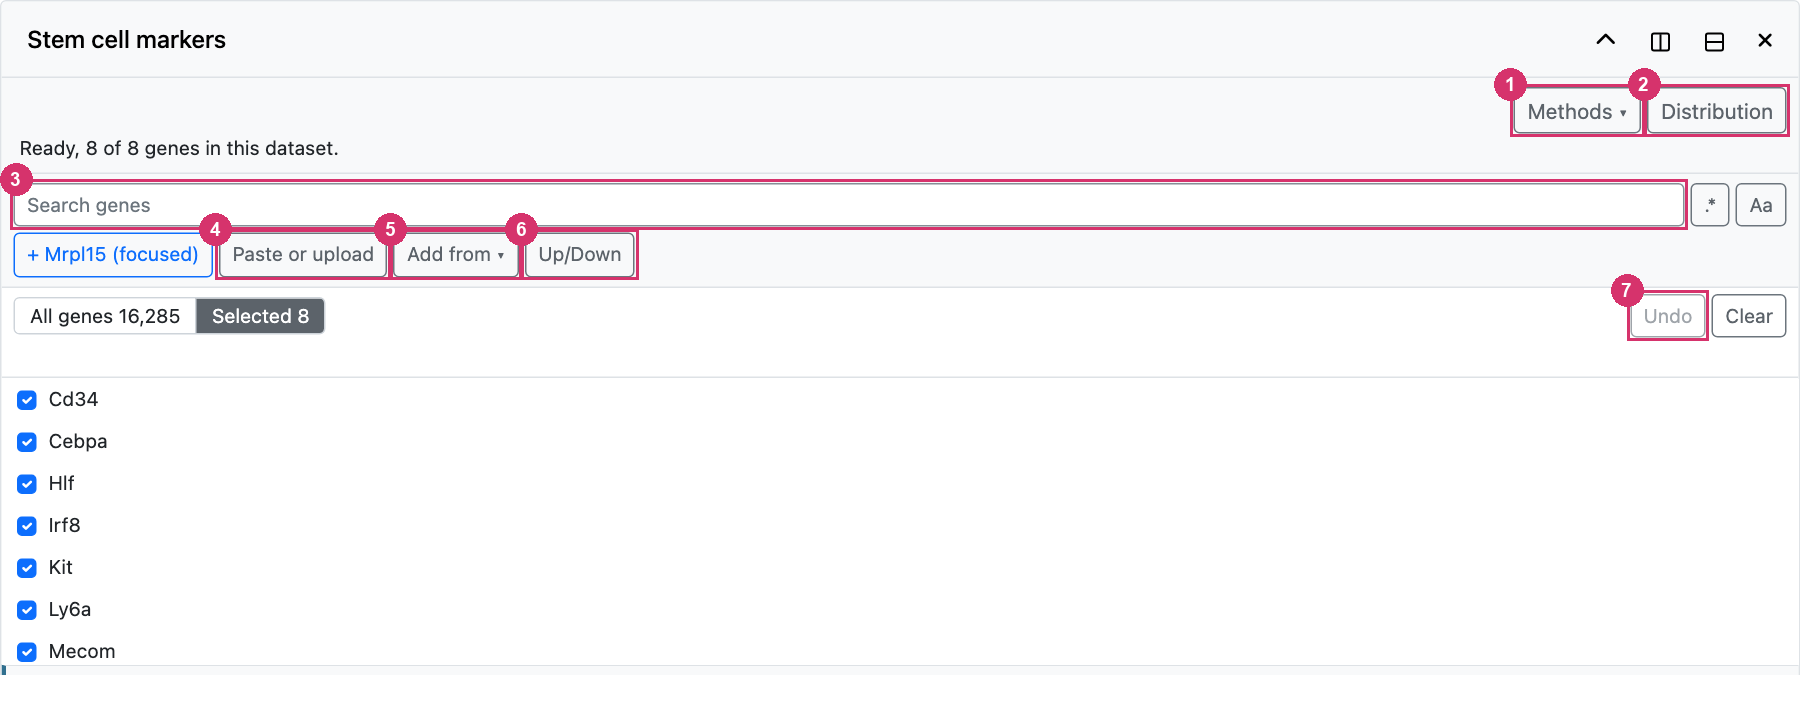 Stem cell markers
1 2
Methods ▾ Distribution
Ready, 8 of 8 genes in this dataset.
3
Search genes .* Aa
4 5 6
+ Mrpl15 (focused) Paste or upload Add from ▾ Up/Down
7
All genes 16,285 Selected 8 Undo Clear
Cd34
Cebpa
Hlf
Irf8
Kit
Ly6a
Mecom